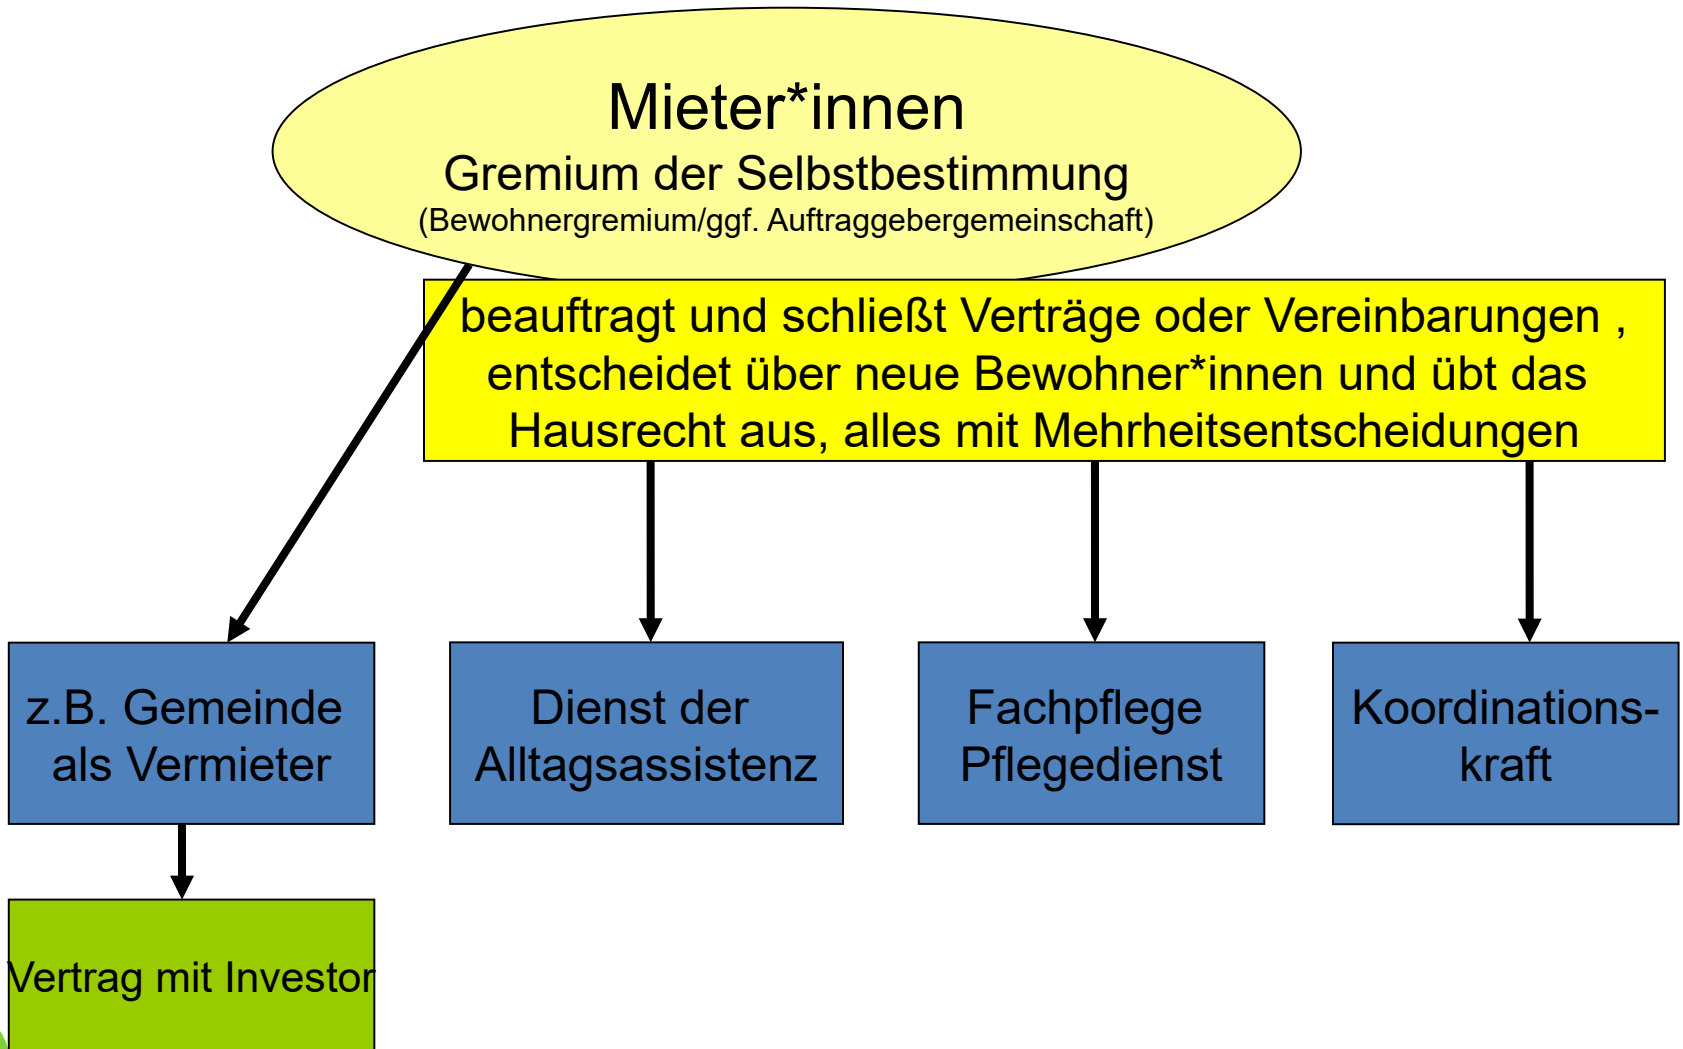 Mieter*innen
Gremium der Selbstbestimmung
(Bewohnergremium/ggf. Auftraggebergemeinschaft)
beauftragt und schließt Verträge oder Vereinbarungen ,
entscheidet über neue Bewohner*innen und übt das
Hausrecht aus, alles mit Mehrheitsentscheidungen
z.B. Gemeinde
als Vermieter
Dienst der
Alltagsassistenz
Fachpflege
Pflegedienst
Koordinations-
kraft
Vertrag mit Investor